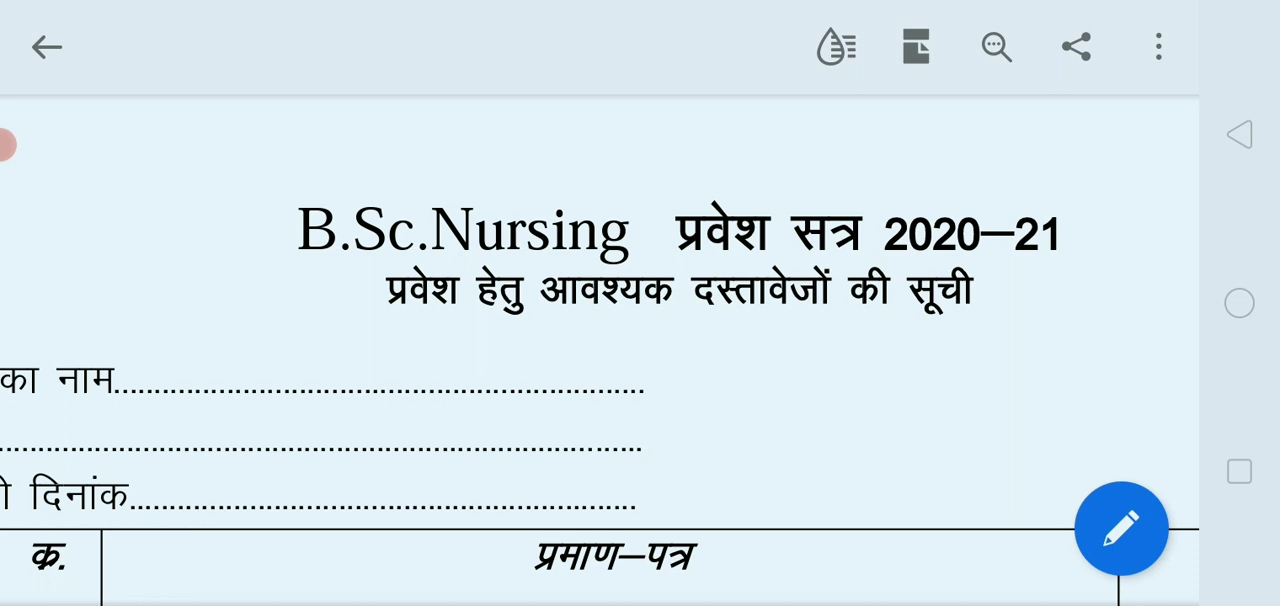 B.Sc.Nursing प्रवेश सत्र 2020–21
प्रवेश हेतु आवश्यक दस्तावेजों की सूची
का नाम..................................................................
................................................................................
दिनांक...............................................................
क्र. प्रमाण–पत्र